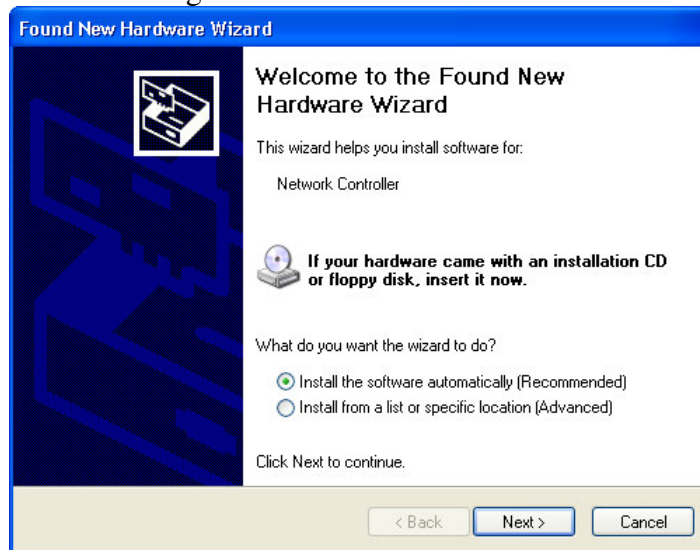 Found New Hardware Wizard
Welcome to the Found New
Hardware Wizard
This wizard helps you install software for:
Network Controller
If your hardware came with an installation CD
or floppy disk, insert it now.
What do you want the wizard to do?
Install the software automatically (Recommended)
Install from a list or specific location (Advanced)
Click Next to continue.
< Back Next > Cancel